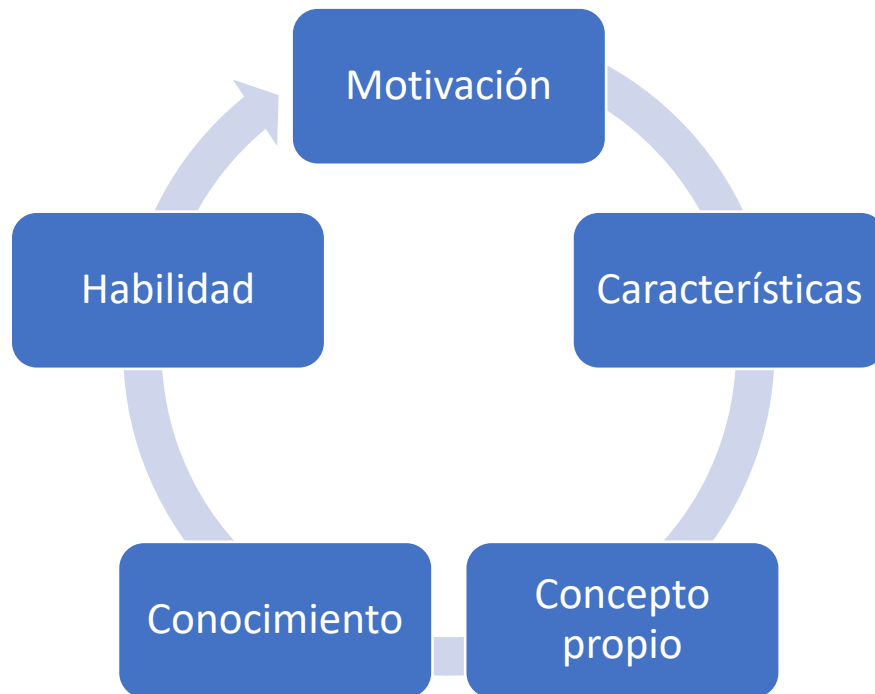 Motivación
Características
Concepto
propio
Conocimiento
Habilidad